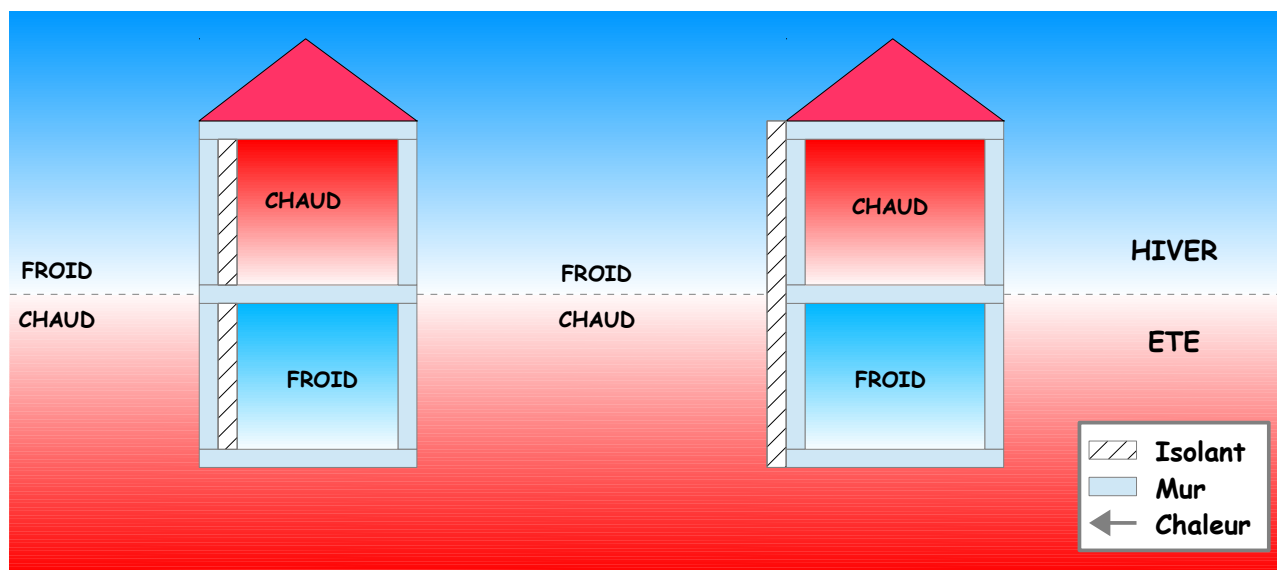 CHAUD
CHAUD
HIVER
FROID
FROID
CHAUD
CHAUD
ETE
FROID
FROID
Isolant
Mur
Chaleur